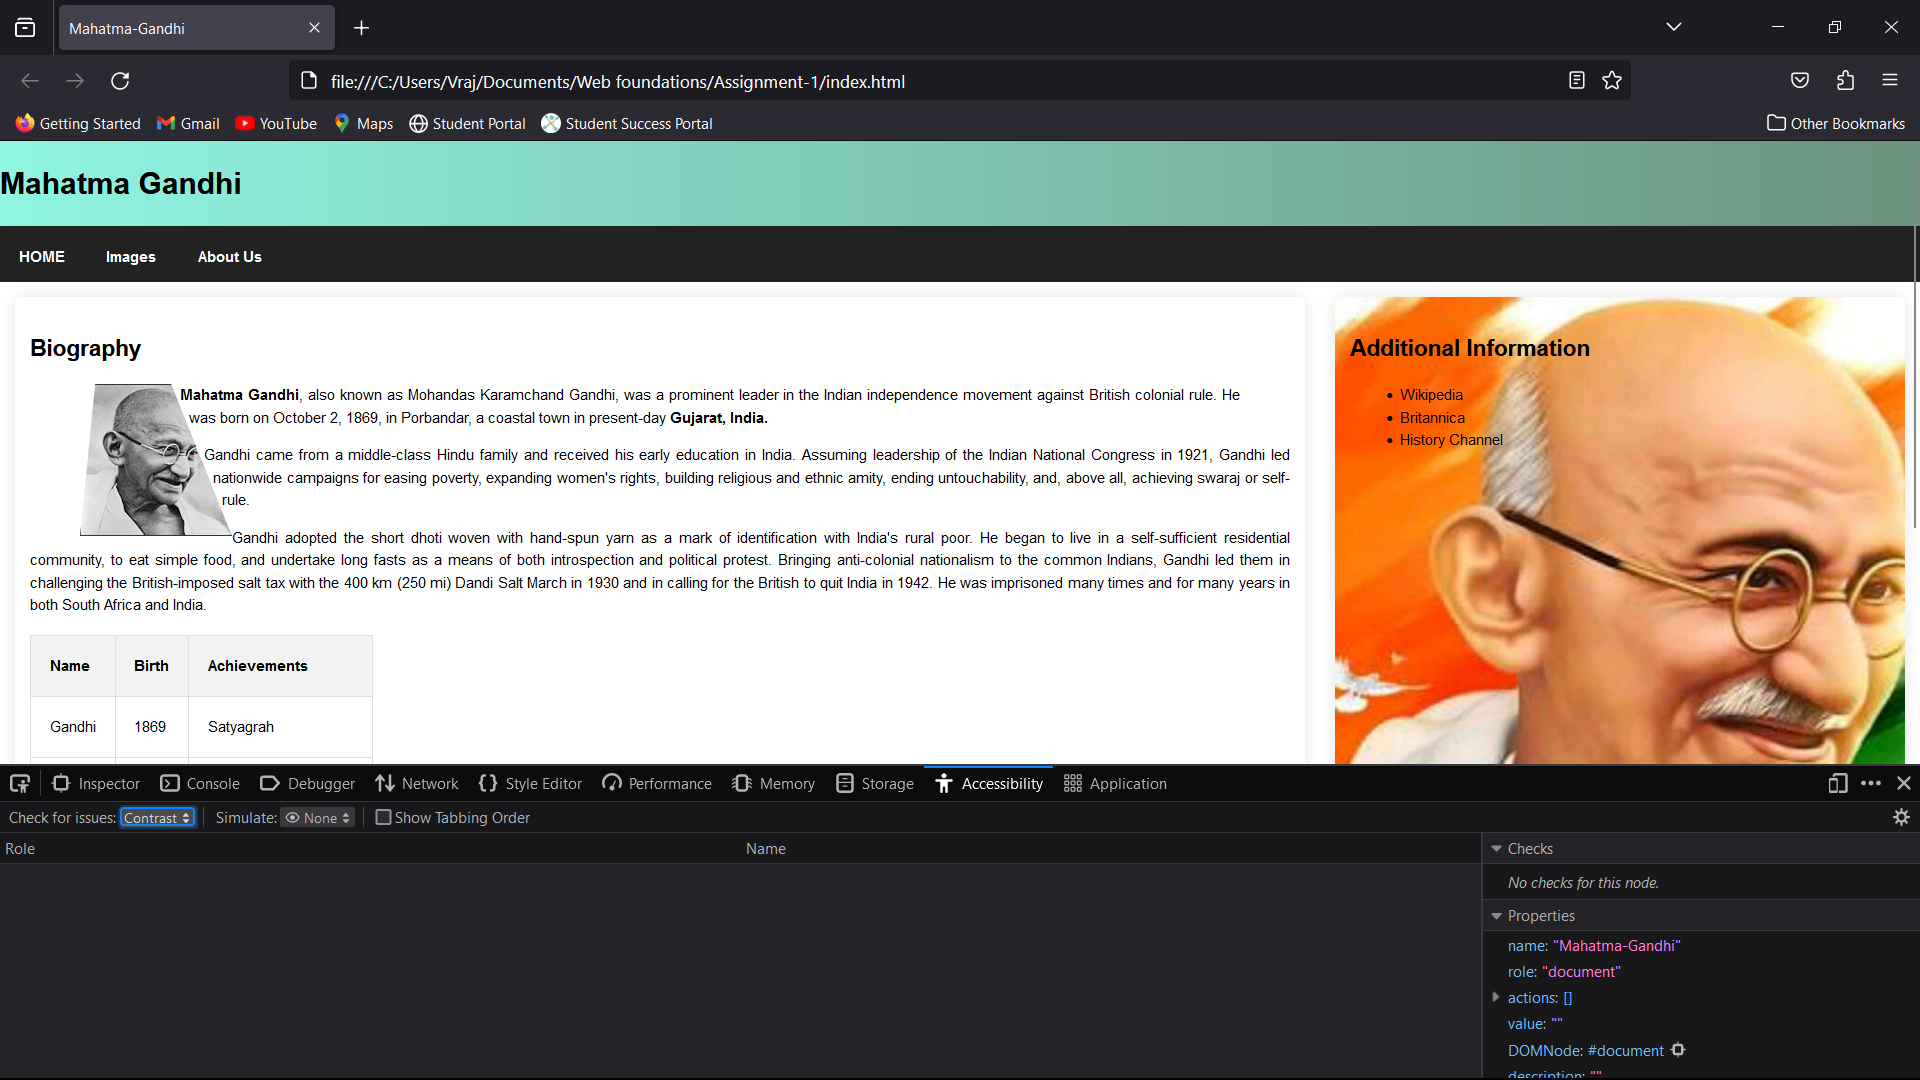 Mahatma-Gandhi
file:///C:/Users/Vraj/Documents/Web foundations/Assignment-1/index.html
Getting Started Gmail YouTube Maps Student Portal Student Success Portal Other Bookmarks
Mahatma Gandhi
HOME Images About Us
Biography
Mahatma Gandhi, also known as Mohandas Karamchand Gandhi, was a prominent leader in the Indian independence movement against British colonial rule. He
was born on October 2, 1869, in Porbandar, a coastal town in present-day Gujarat, India.
Gandhi came from a middle-class Hindu family and received his early education in India. Assuming leadership of the Indian National Congress in 1921, Gandhi led
nationwide campaigns for easing poverty, expanding women's rights, building religious and ethnic amity, ending untouchability, and, above all, achieving swaraj or self-
rule.
Gandhi adopted the short dhoti woven with hand-spun yarn as a mark of identification with India's rural poor. He began to live in a self-sufficient residential
community, to eat simple food, and undertake long fasts as a means of both introspection and political protest. Bringing anti-colonial nationalism to the common Indians, Gandhi led them in
challenging the British-imposed salt tax with the 400 km (250 mi) Dandi Salt March in 1930 and in calling for the British to quit India in 1942. He was imprisoned many times and for many years in
both South Africa and India.
Name Birth Achievements
Gandhi 1869 Satyagrah
Additional Information
Wikipedia
Britannica
History Channel
Inspector Console Debugger Network Style Editor Performance Memory Storage Accessibility Application
Check for issues: Contrast Simulate: None Show Tabbing Order
Role Name
Checks
No checks for this node.
Properties
name: "Mahatma-Gandhi"
role: "document"
actions: []
value: ""
DOMNode: #document
description: ""